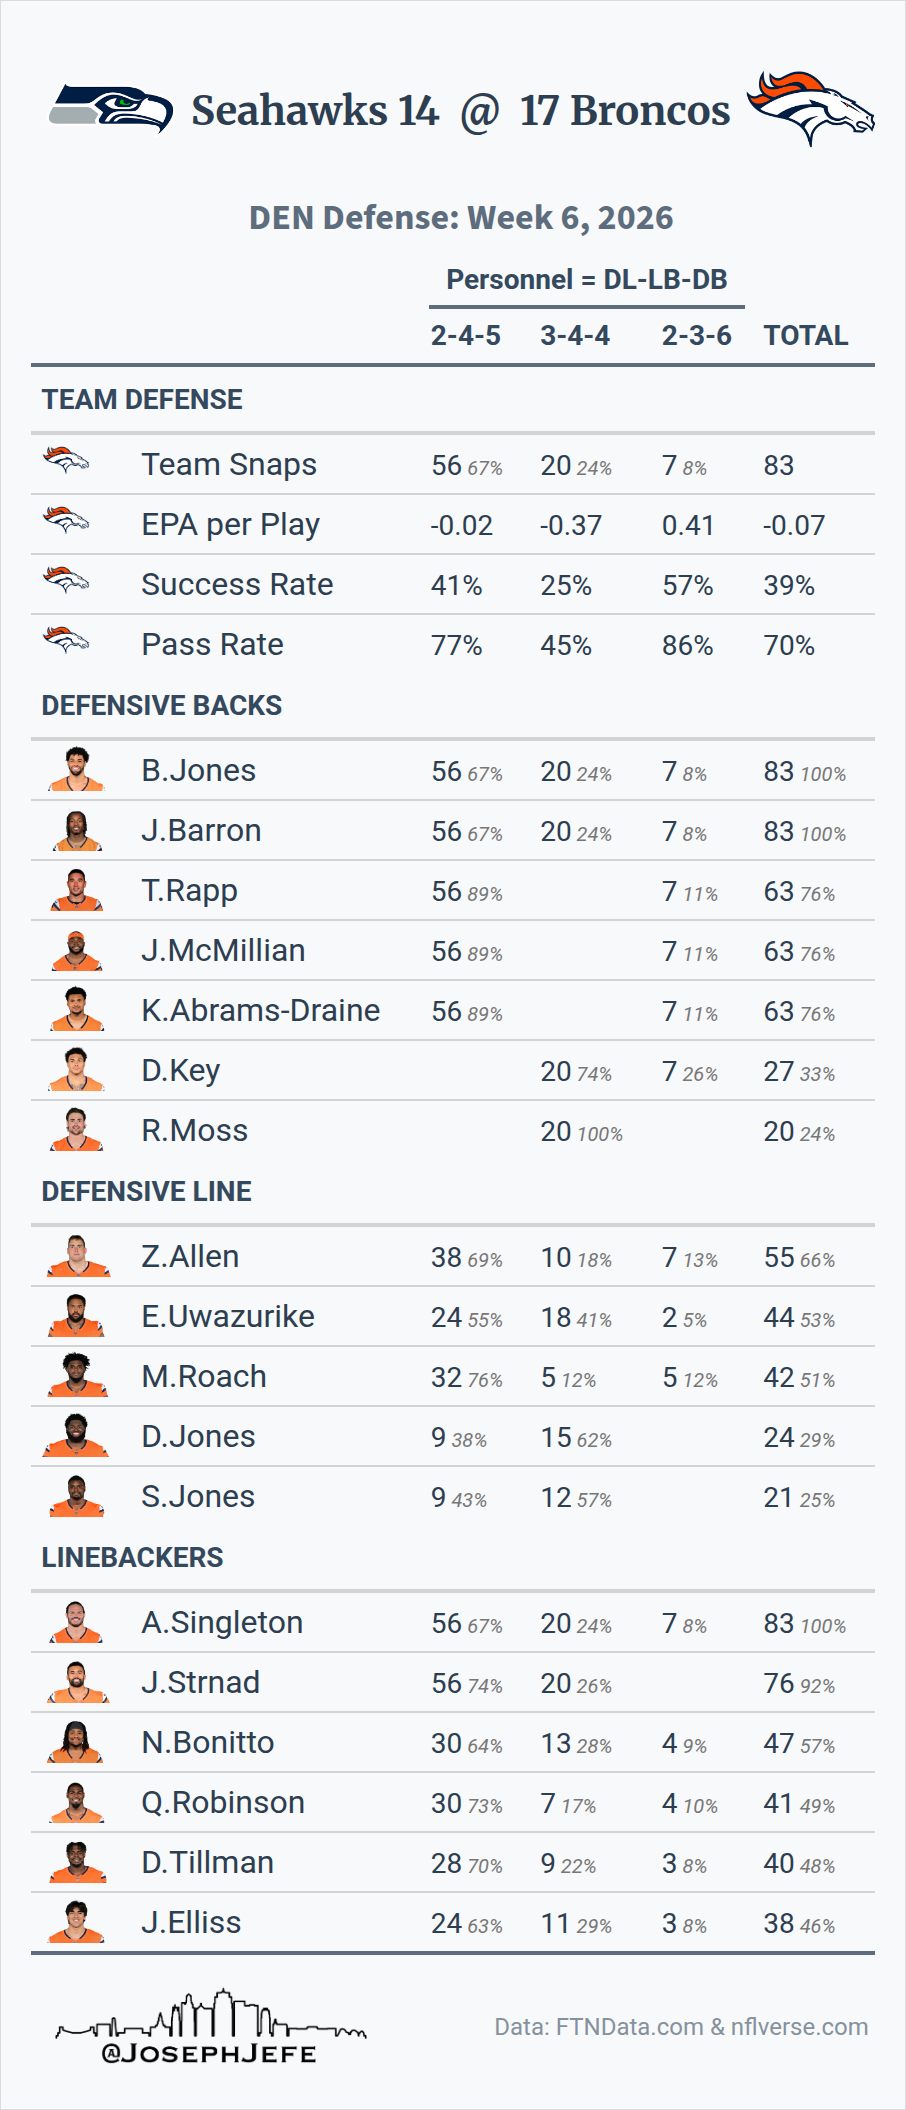 Seahawks 14 @ 17 Broncos
DEN Defense: Week 6, 2026
Personnel = DL-LB-DB
2-4-5 3-4-4 2-3-6 TOTAL
TEAM DEFENSE
Team Snaps 56 67% 20 24% 7 8% 83
EPA per Play -0.02 -0.37 0.41 -0.07
Success Rate 41% 25% 57% 39%
Pass Rate 77% 45% 86% 70%
DEFENSIVE BACKS
B.Jones 56 67% 20 24% 7 8% 83 100%
J.Barron 56 67% 20 24% 7 8% 83 100%
T.Rapp 56 89% 7 11% 63 76%
J.McMillian 56 89% 7 11% 63 76%
K.Abrams-Draine 56 89% 7 11% 63 76%
D.Key 20 74% 7 26% 27 33%
R.Moss 20 100% 20 24%
DEFENSIVE LINE
Z.Allen 38 69% 10 18% 7 13% 55 66%
E.Uwazurike 24 55% 18 41% 2 5% 44 53%
M.Roach 32 76% 5 12% 5 12% 42 51%
D.Jones 9 38% 15 62% 24 29%
S.Jones 9 43% 12 57% 21 25%
LINEBACKERS
A.Singleton 56 67% 20 24% 7 8% 83 100%
J.Strnad 56 74% 20 26% 76 92%
N.Bonitto 30 64% 13 28% 4 9% 47 57%
Q.Robinson 30 73% 7 17% 4 10% 41 49%
D.Tillman 28 70% 9 22% 3 8% 40 48%
J.Elliss 24 63% 11 29% 3 8% 38 46%
@JosephJefe
Data: FTNData.com & nflverse.com